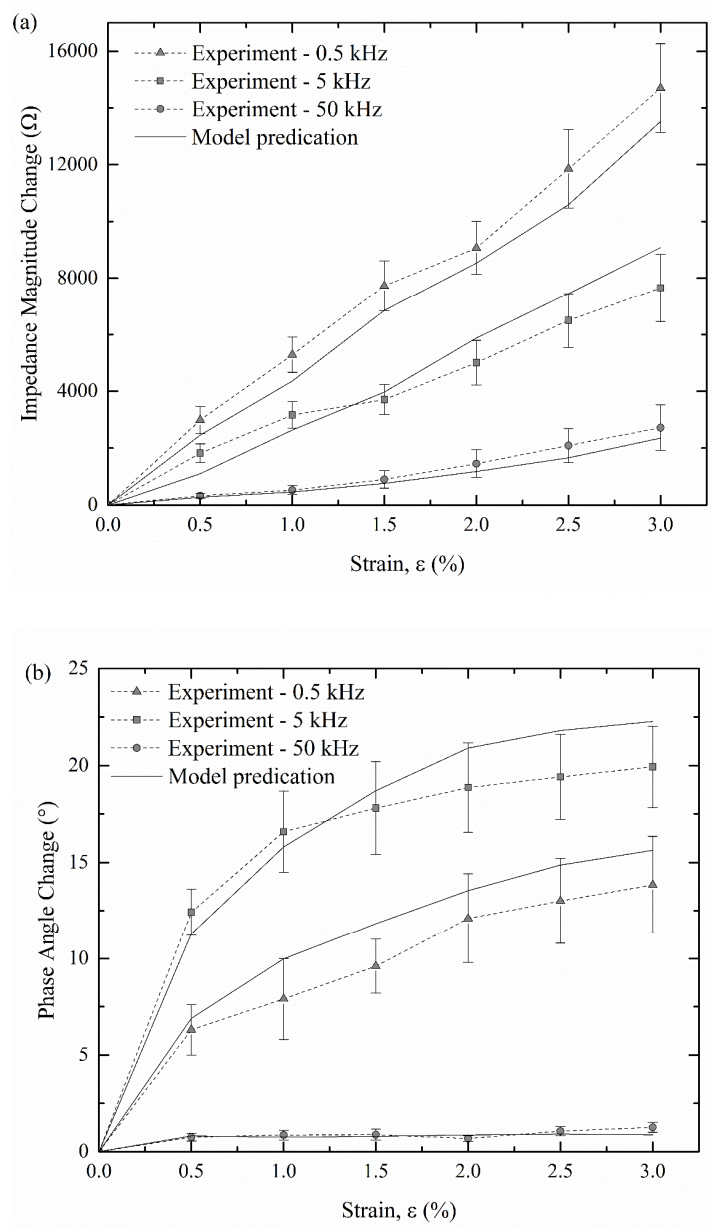 (a)
16000
12000
8000
4000
0
Impedance Magnitude Change (Ω)
Experiment - 0.5 kHz
Experiment - 5 kHz
Experiment - 50 kHz
Model predication
0.0 0.5 1.0 1.5 2.0 2.5 3.0
Strain, ε (%)
(b)
25
20
15
10
5
0
Phase Angle Change (°)
Experiment - 0.5 kHz
Experiment - 5 kHz
Experiment - 50 kHz
Model predication
0.0 0.5 1.0 1.5 2.0 2.5 3.0
Strain, ε (%)